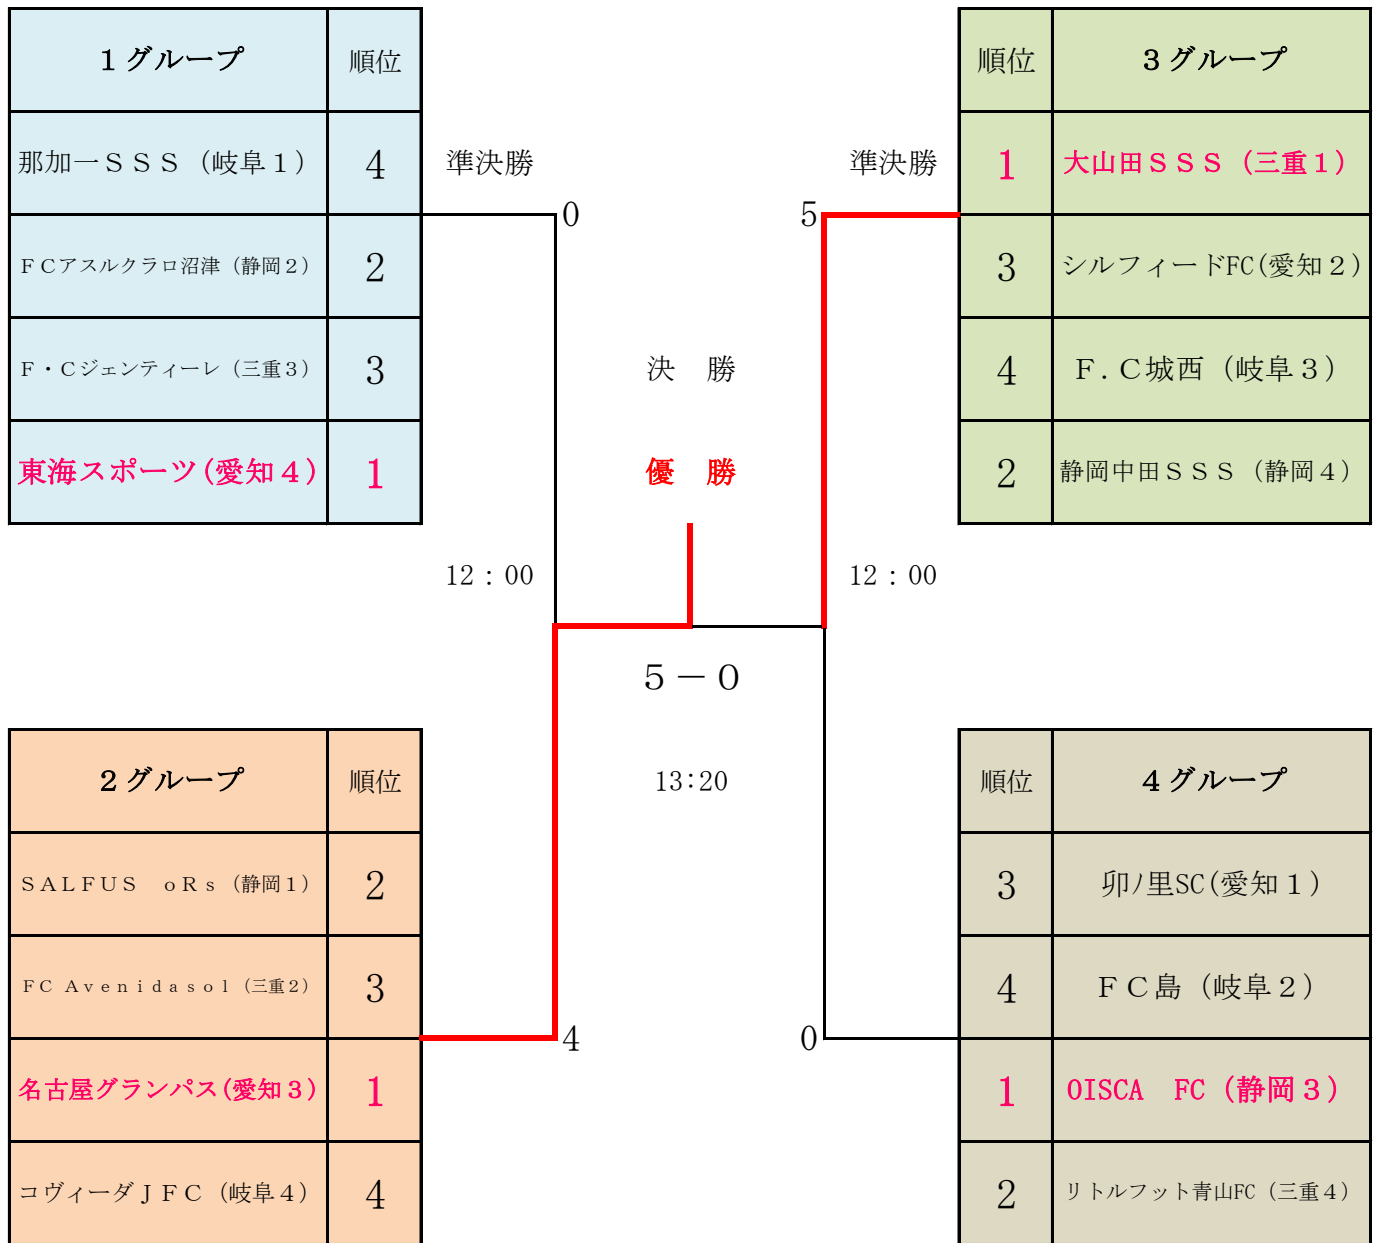 １グループ 順位
那加一ＳＳＳ（岐阜１） 4
ＦＣアスルクラロ沼津（静岡２） 2
Ｆ・Ｃジェンティーレ（三重３） 3
東海スポーツ(愛知４) 1
準決勝
0
12：00
決　勝
優　勝
5－0
13:20
準決勝
5
12：00
順位 ３グループ
1 大山田ＳＳＳ（三重１）
3 シルフィードFC(愛知２)
4 Ｆ.Ｃ城西（岐阜３）
2 静岡中田ＳＳＳ（静岡４）
２グループ 順位
ＳＡＬＦＵＳ　ｏＲｓ（静岡１） 2
ＦＣ Ａｖｅｎｉｄａｓｏｌ（三重２） 3
名古屋グランパス(愛知３) 1
コヴィーダＪＦＣ（岐阜４） 4
4
0
順位 ４グループ
3 卯ﾉ里SC(愛知１)
4 ＦＣ島（岐阜２）
1 OISCA　FC（静岡３）
2 リトルフット青山FC（三重４）